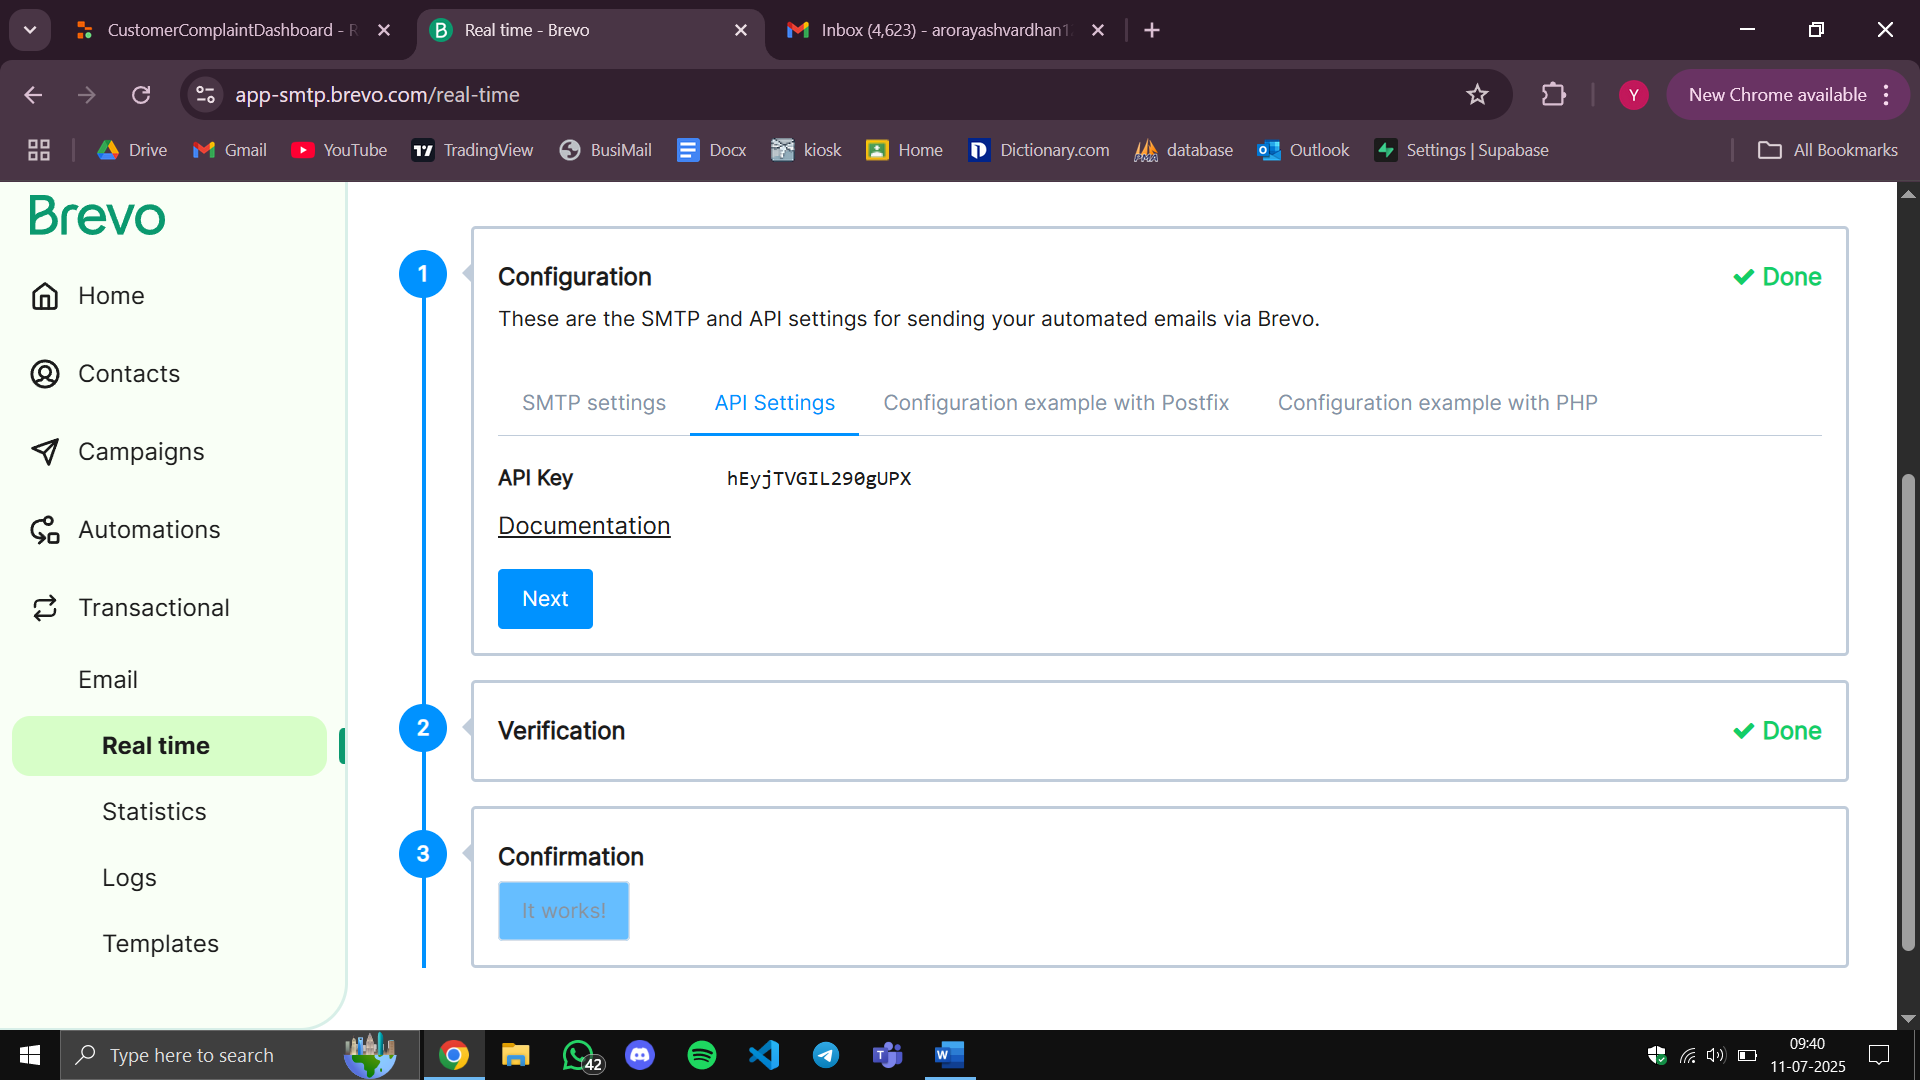 CustomerComplaintDashboard - R
Real time - Brevo
Inbox (4,623) - arorayashvardhan1
app-smtp.brevo.com/real-time
Y
New Chrome available
Drive
Gmail
YouTube
TradingView
BusiMail
Docx
kiosk
Home
Dictionary.com
database
Outlook
Settings | Supabase
All Bookmarks
Brevo
Home
Contacts
Campaigns
Automations
Transactional
Email
Real time
Statistics
Logs
Templates
1
Configuration
Done
These are the SMTP and API settings for sending your automated emails via Brevo.
SMTP settings
API Settings
Configuration example with Postfix
Configuration example with PHP
API Key
hEyjTVGIL290gUPX
Documentation
Next
2
Verification
Done
3
Confirmation
It works!
Type here to search
42
09:40
11-07-2025